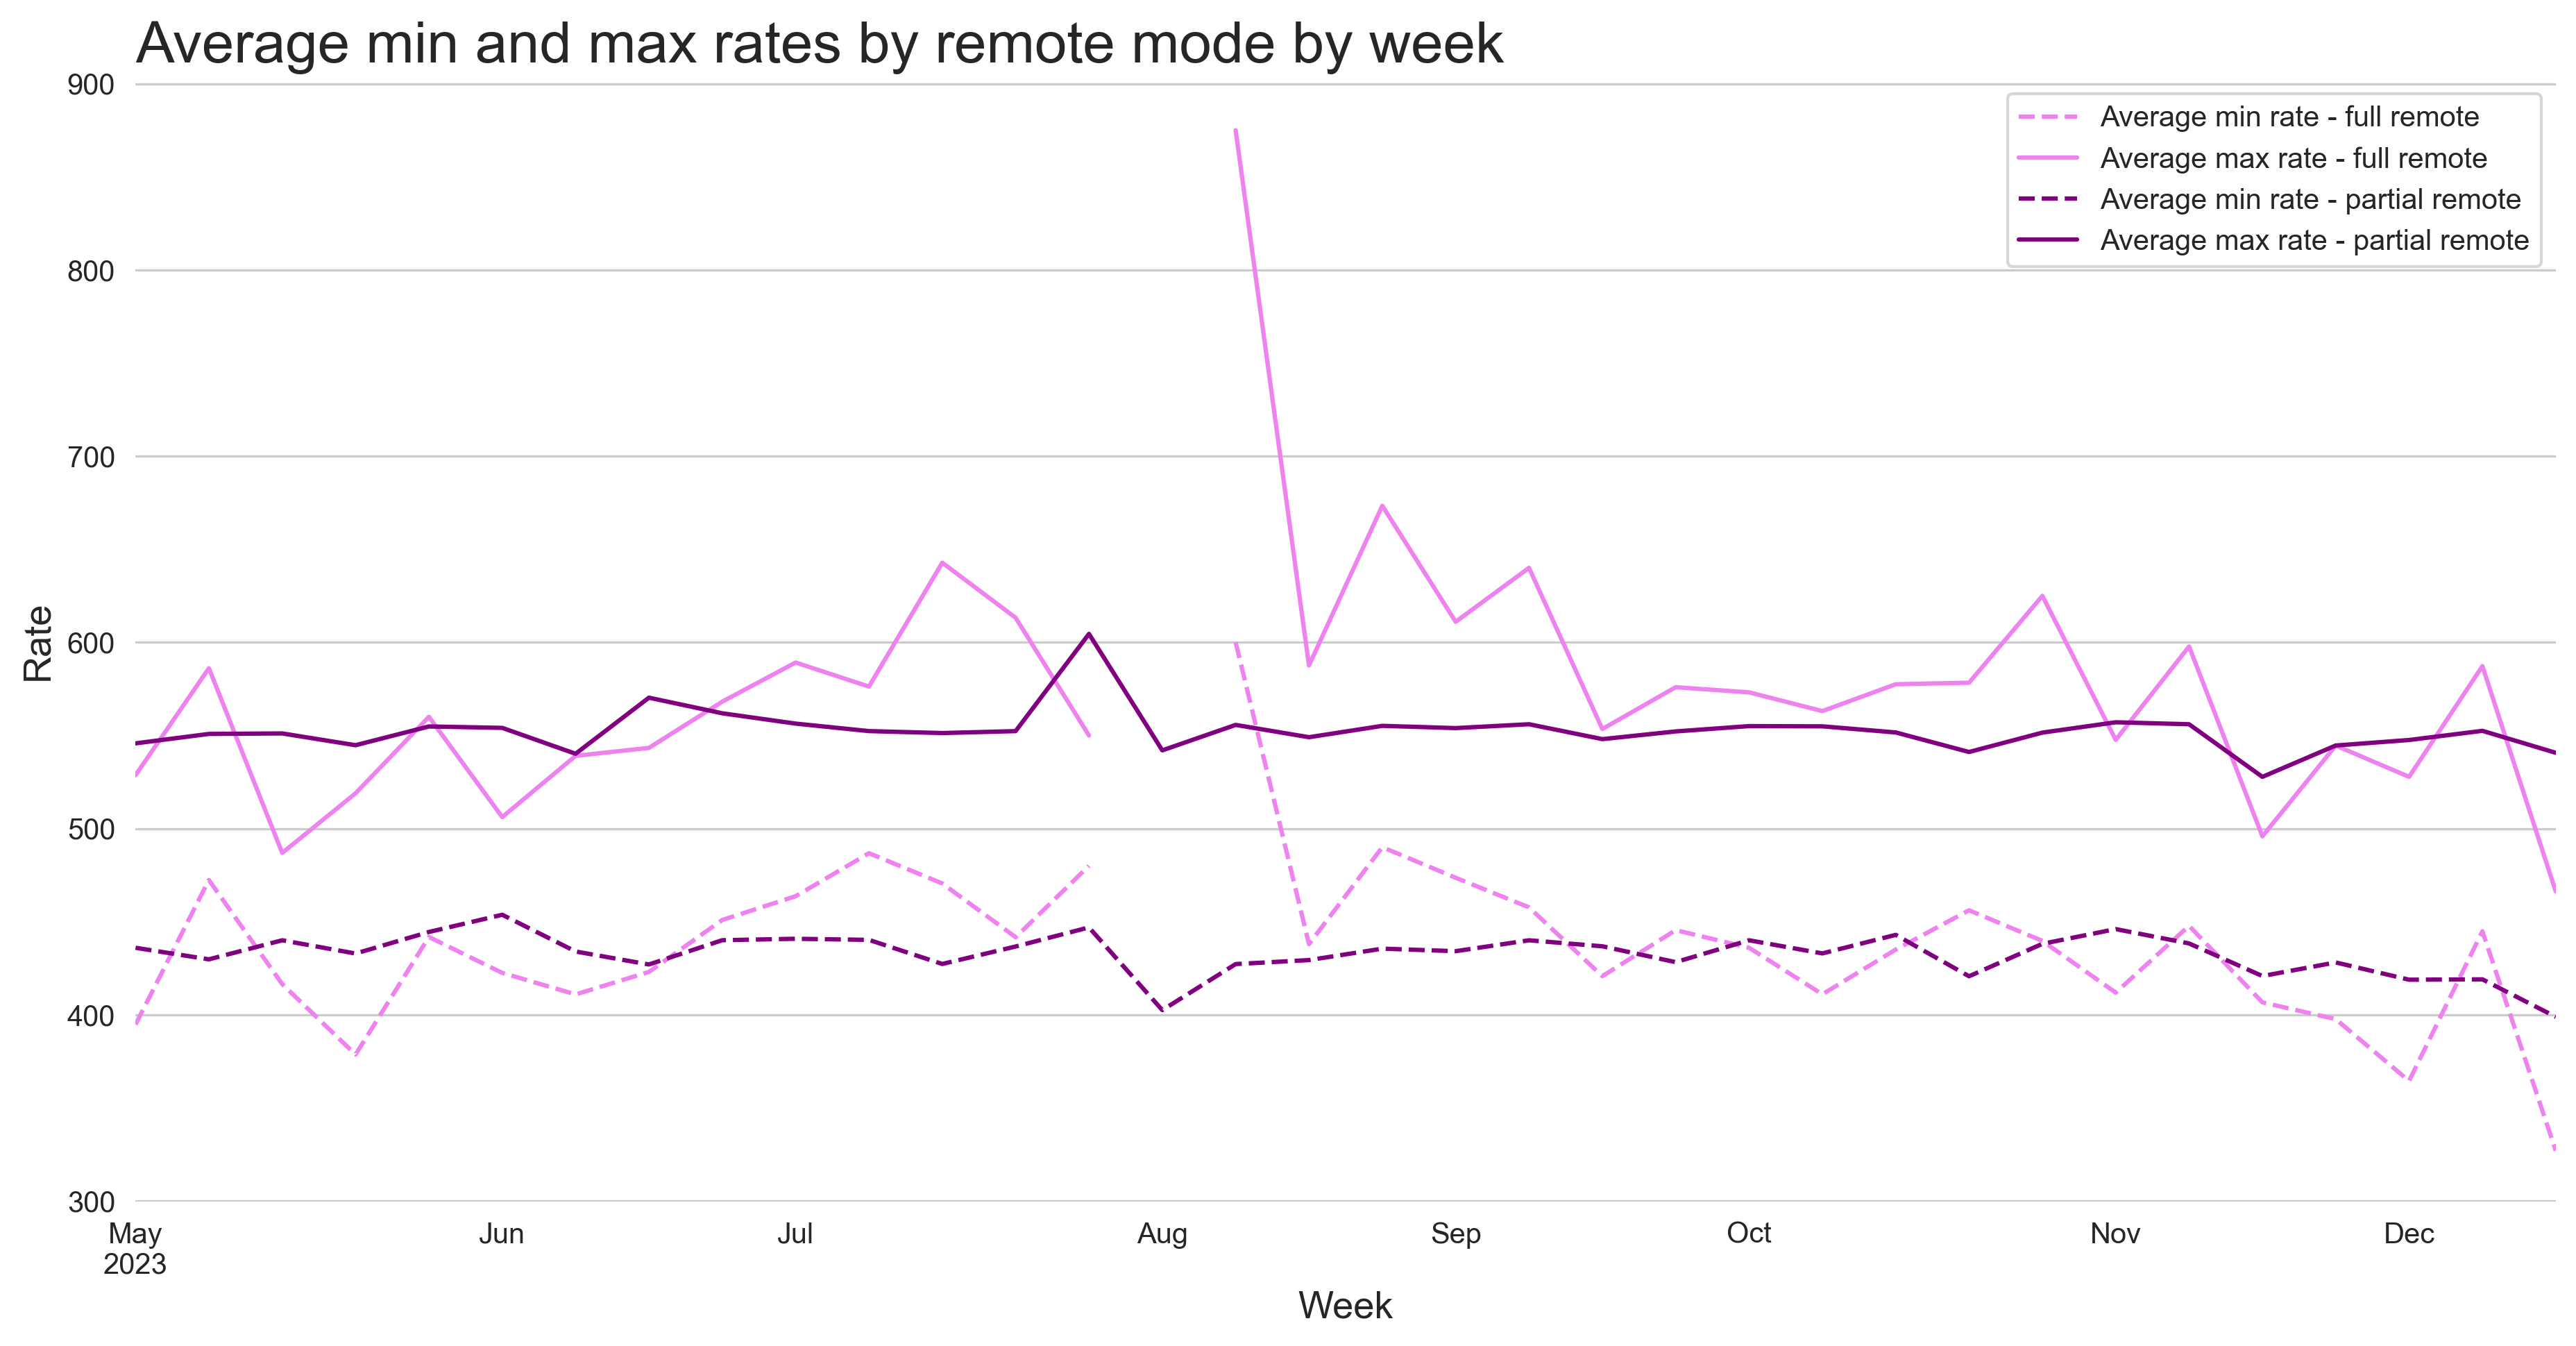 Average min and max rates by remote mode by week
900
800
700
600
500
400
300
Rate
Average min rate - full remote
Average max rate - full remote
Average min rate - partial remote
Average max rate - partial remote
May Jun Jul Aug Sep Oct Nov Dec
2023
Week